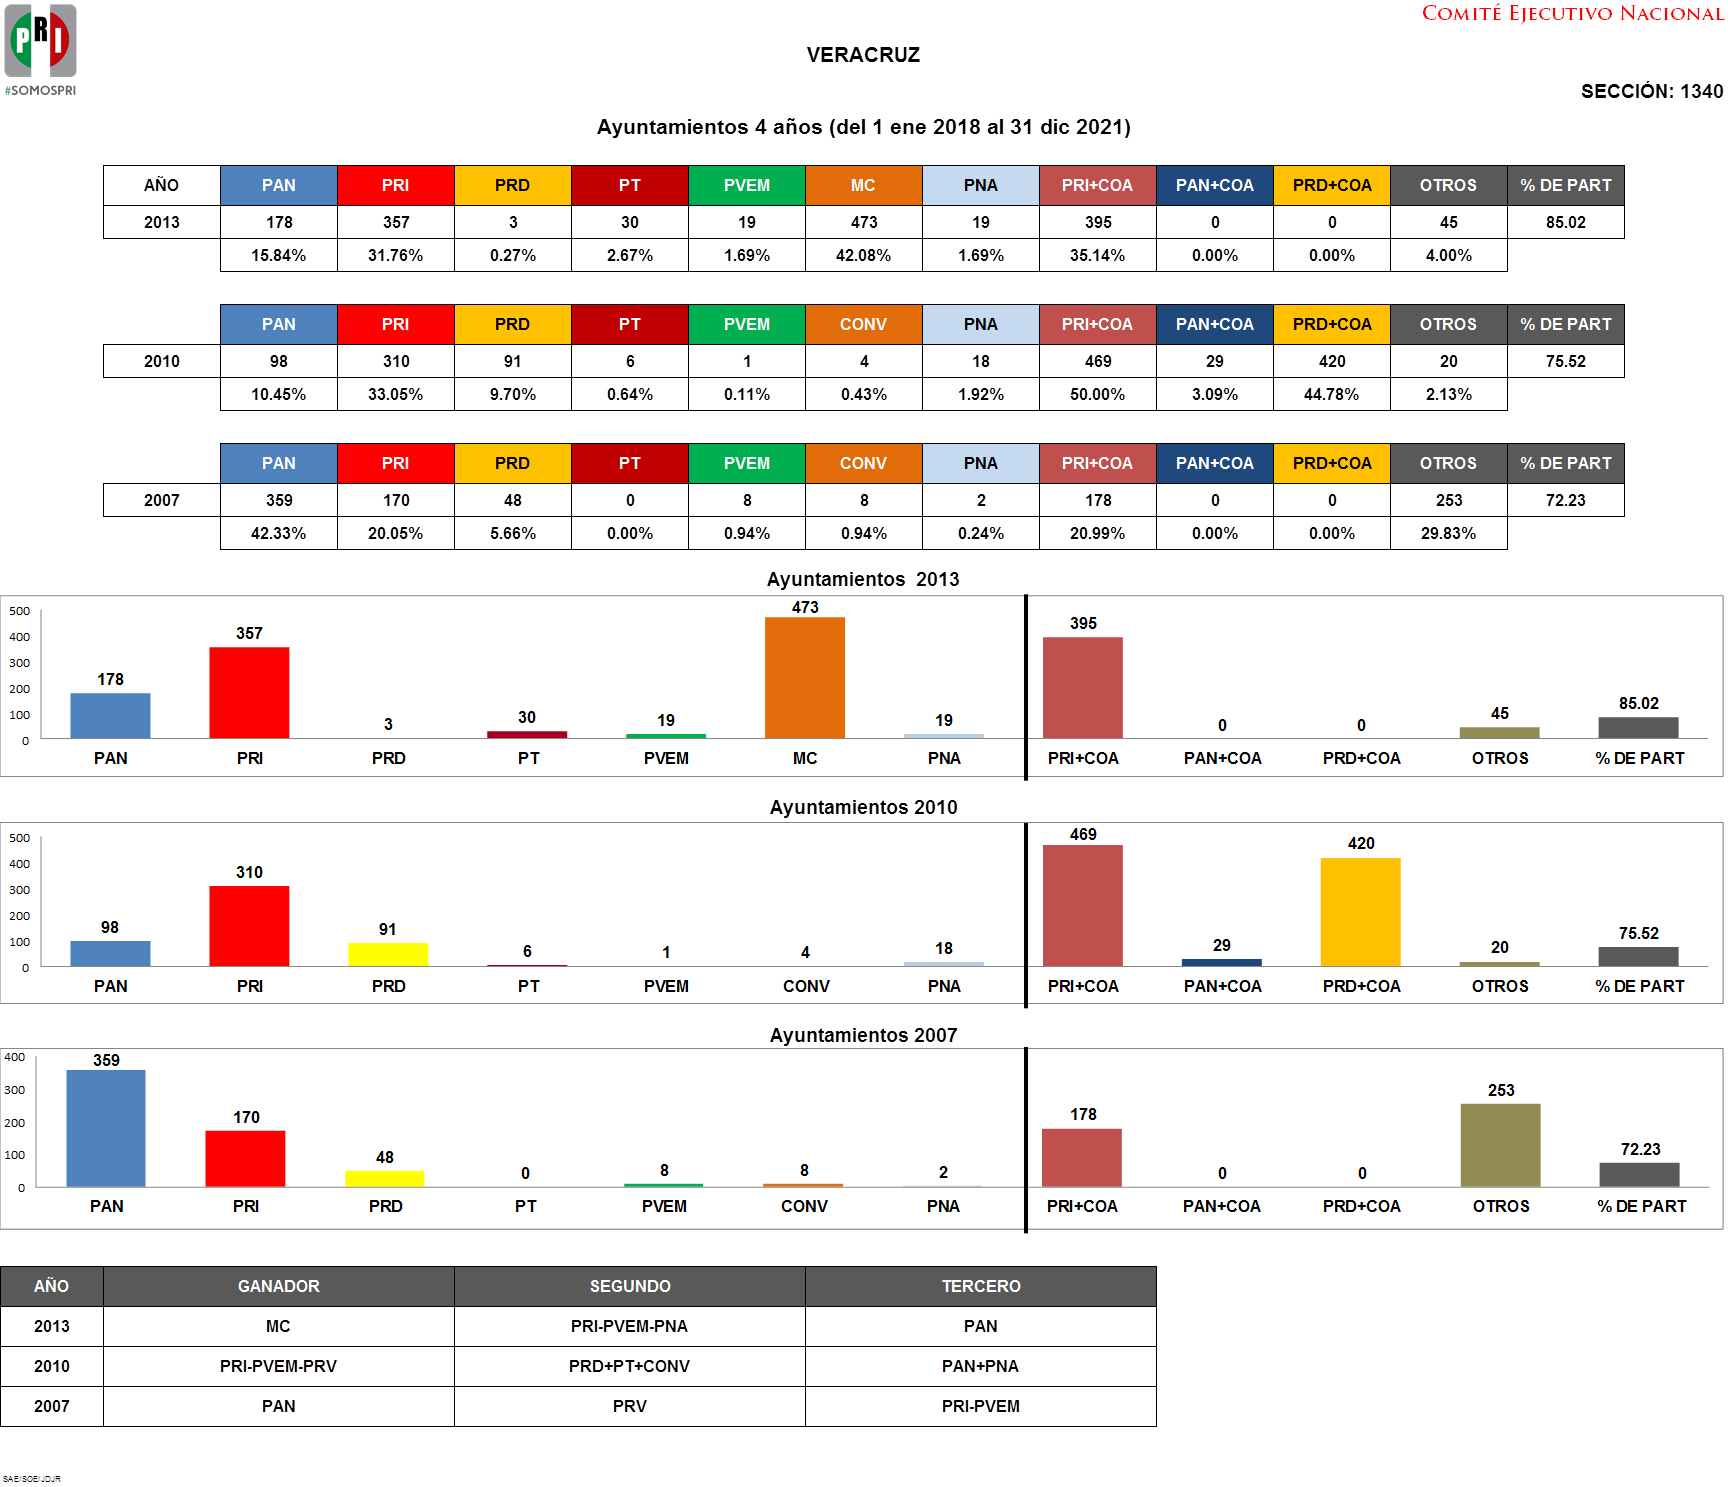 PRI
#SOMOSPRI
COMITÉ EJECUTIVO NACIONAL
VERACRUZ
SECCIÓN: 1340
Ayuntamientos 4 años (del 1 ene 2018 al 31 dic 2021)
AÑO PAN PRI PRD PT PVEM MC PNA PRI+COA PAN+COA PRD+COA OTROS % DE PART
2013 178 357 3 30 19 473 19 395 0 0 45 85.02
15.84% 31.76% 0.27% 2.67% 1.69% 42.08% 1.69% 35.14% 0.00% 0.00% 4.00%
PAN PRI PRD PT PVEM CONV PNA PRI+COA PAN+COA PRD+COA OTROS % DE PART
2010 98 310 91 6 1 4 18 469 29 420 20 75.52
10.45% 33.05% 9.70% 0.64% 0.11% 0.43% 1.92% 50.00% 3.09% 44.78% 2.13%
PAN PRI PRD PT PVEM CONV PNA PRI+COA PAN+COA PRD+COA OTROS % DE PART
2007 359 170 48 0 8 8 2 178 0 0 253 72.23
42.33% 20.05% 5.66% 0.00% 0.94% 0.94% 0.24% 20.99% 0.00% 0.00% 29.83%
Ayuntamientos 2013
500
400
300
200
100
0
178 357 3 30 19 473 19 395 0 0 45 85.02
PAN PRI PRD PT PVEM MC PNA PRI+COA PAN+COA PRD+COA OTROS % DE PART
Ayuntamientos 2010
500
400
300
200
100
0
98 310 91 6 1 4 18 469 29 420 20 75.52
PAN PRI PRD PT PVEM CONV PNA PRI+COA PAN+COA PRD+COA OTROS % DE PART
Ayuntamientos 2007
400
300
200
100
0
359 170 48 0 8 8 2 178 0 0 253 72.23
PAN PRI PRD PT PVEM CONV PNA PRI+COA PAN+COA PRD+COA OTROS % DE PART
AÑO GANADOR SEGUNDO TERCERO
2013 MC PRI-PVEM-PNA PAN
2010 PRI-PVEM-PRV PRD+PT+CONV PAN+PNA
2007 PAN PRV PRI-PVEM
SAE/SOE/JDJR